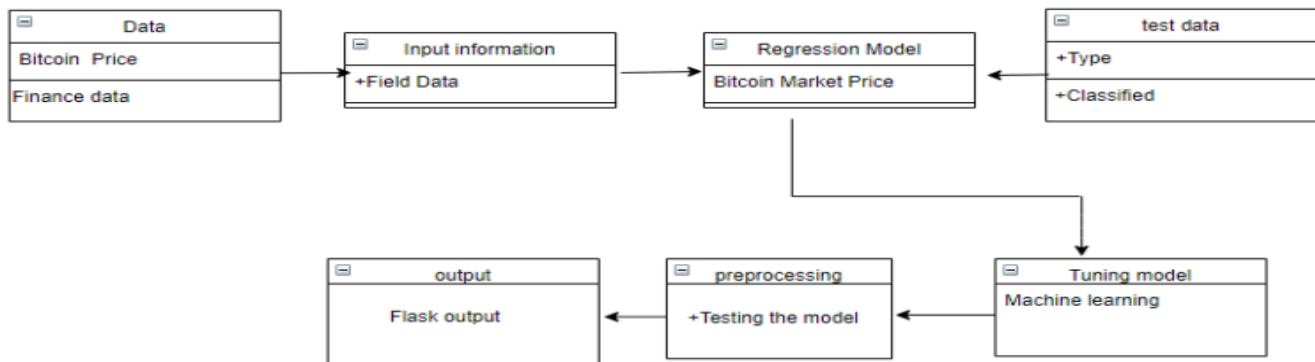 Data
Bitcoin Price
Finance data
Input information
+Field Data
Regression Model
Bitcoin Market Price
test data
+Type
+Classified
output
Flask output
preprocessing
+Testing the model
Tuning model
Machine learning